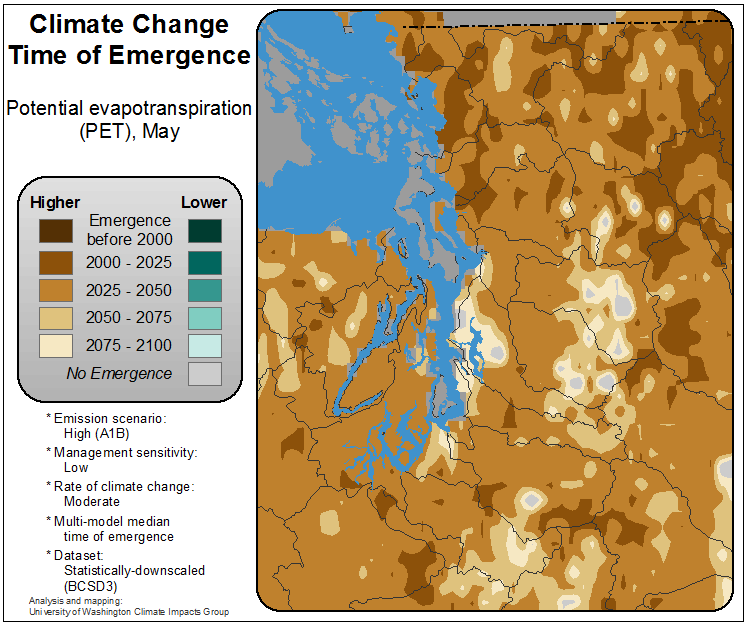 Climate Change
Time of Emergence
Potential evapotranspiration
(PET), May
Higher Lower
Emergence
before 2000
2000 - 2025
2025 - 2050
2050 - 2075
2075 - 2100
No Emergence
* Emission scenario:
High (A1B)
* Management sensitivity:
Low
* Rate of climate change:
Moderate
* Multi-model median
time of emergence
* Dataset:
Statistically-downscaled
(BCSD3)
Analysis and mapping:
University of Washington Climate Impacts Group